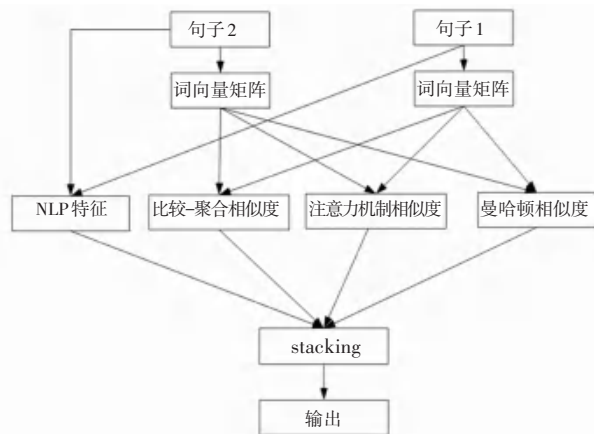 句子2
句子1
词向量矩阵
词向量矩阵
NLP特征
比较-聚合相似度
注意力机制相似度
曼哈顿相似度
stacking
输出